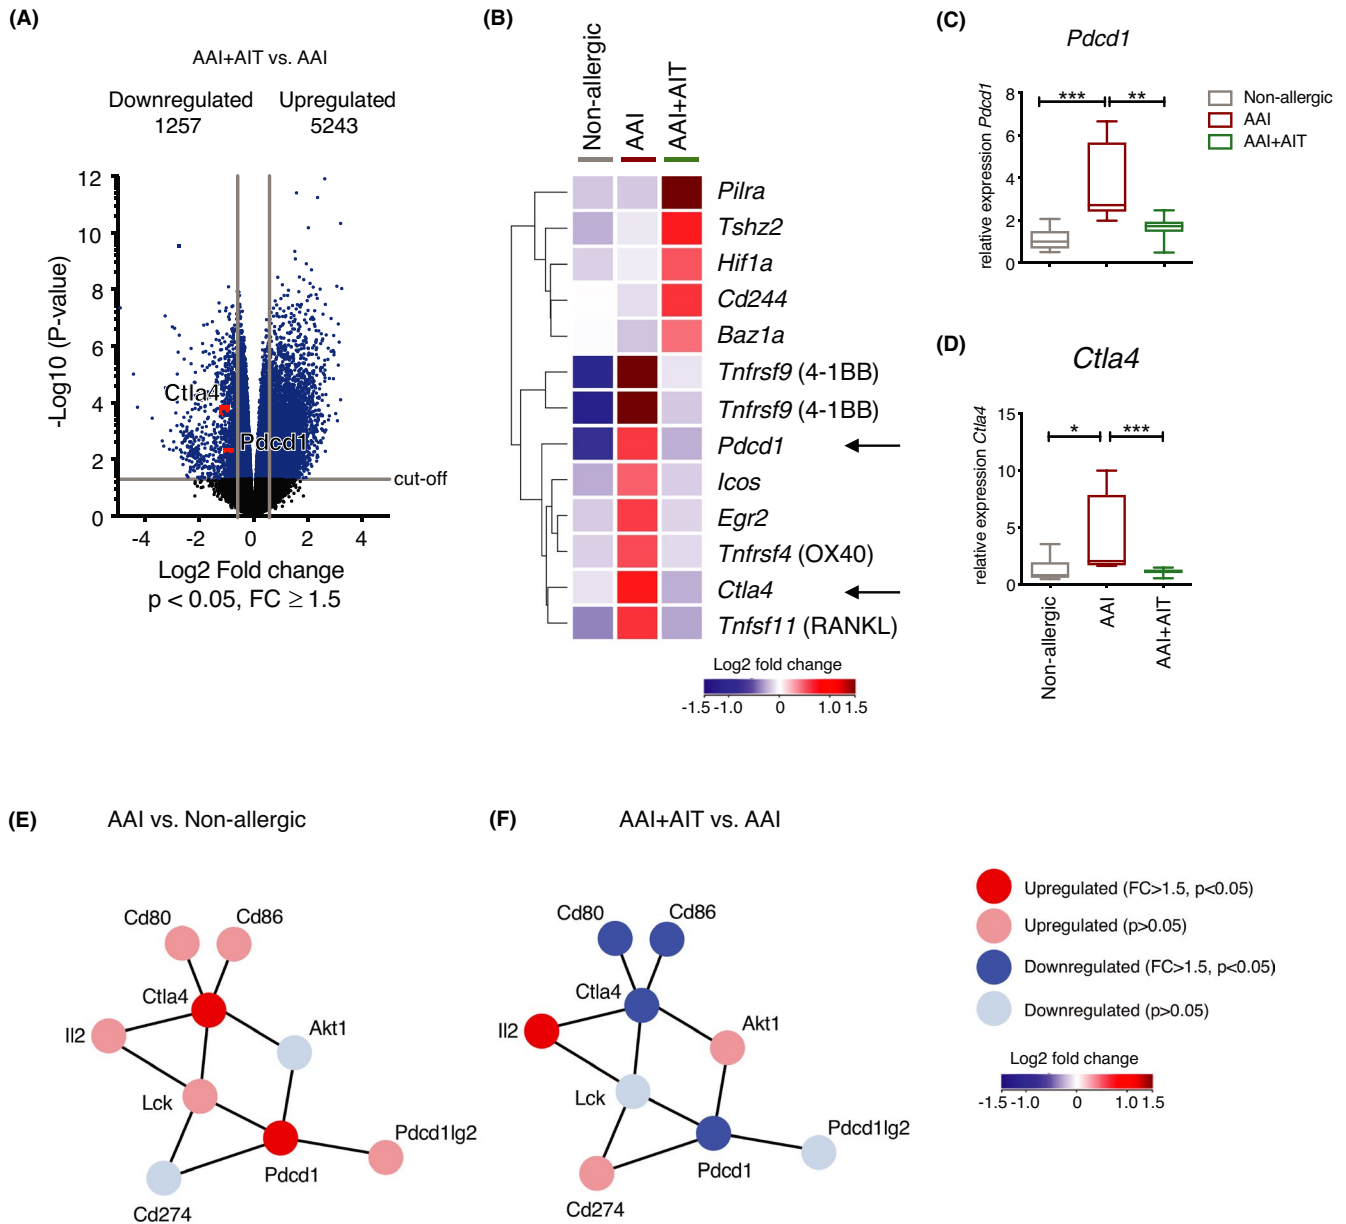 (A)
AAI+AIT vs. AAI
Downregulated Upregulated
1257 5243
12
10
8
6
4
2
0
-Log10 (P-value)
Ctla4
Pdcd1
cut-off
-4 -2 0 2 4
Log2 Fold change
p < 0.05, FC ≥ 1.5
(B)
Non-allergic
AAI
AAI+AIT
Pilra
Tshz2
Hif1a
Cd244
Baz1a
Tnfrsf9 (4-1BB)
Tnfrsf9 (4-1BB)
Pdcd1
Icos
Egr2
Tnfrsf4 (OX40)
Ctla4
Tnfsf11 (RANKL)
Log2 fold change
-1.5 -1.0 0 1.0 1.5
(C)
Pdcd1
relative expression Pdcd1
8
6
4
2
0
*** **
Non-allergic
AAI
AAI+AIT
(D)
Ctla4
relative expression Ctla4
15
10
5
0
* ***
Non-allergic
AAI
AAI+AIT
(E) AAI vs. Non-allergic
Cd80 Cd86
Ctla4
Il2
Akt1
Lck
Pdcd1lg2
Pdcd1
Cd274
(F) AAI+AIT vs. AAI
Cd80 Cd86
Ctla4
Il2
Akt1
Lck
Pdcd1lg2
Pdcd1
Cd274
Upregulated (FC>1.5, p<0.05)
Upregulated (p>0.05)
Downregulated (FC>1.5, p<0.05)
Downregulated (p>0.05)
Log2 fold change
-1.5 -1.0 0 1.0 1.5